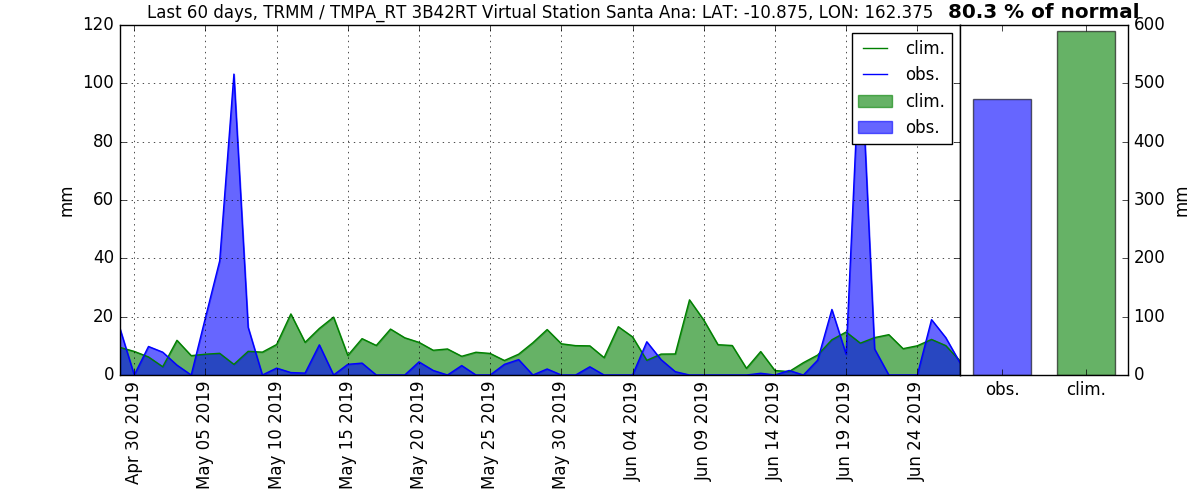 Last 60 days, TRMM / TMPA_RT 3B42RT Virtual Station Santa Ana: LAT: -10.875, LON: 162.375
80.3 % of normal
120
100
80
60
40
20
0
mm
clim.
obs.
clim.
obs.
600
500
400
300
200
100
0
mm
obs.
clim.
Apr 30 2019
May 05 2019
May 10 2019
May 15 2019
May 20 2019
May 25 2019
May 30 2019
Jun 04 2019
Jun 09 2019
Jun 14 2019
Jun 19 2019
Jun 24 2019